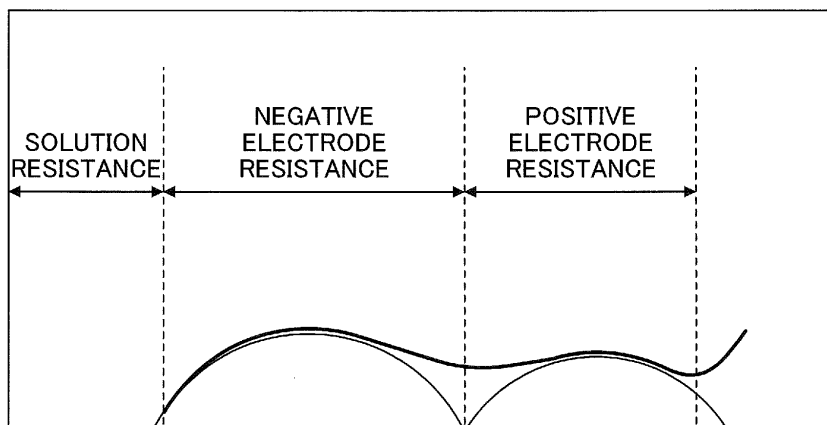 SOLUTION
RESISTANCE
NEGATIVE
ELECTRODE
RESISTANCE
POSITIVE
ELECTRODE
RESISTANCE